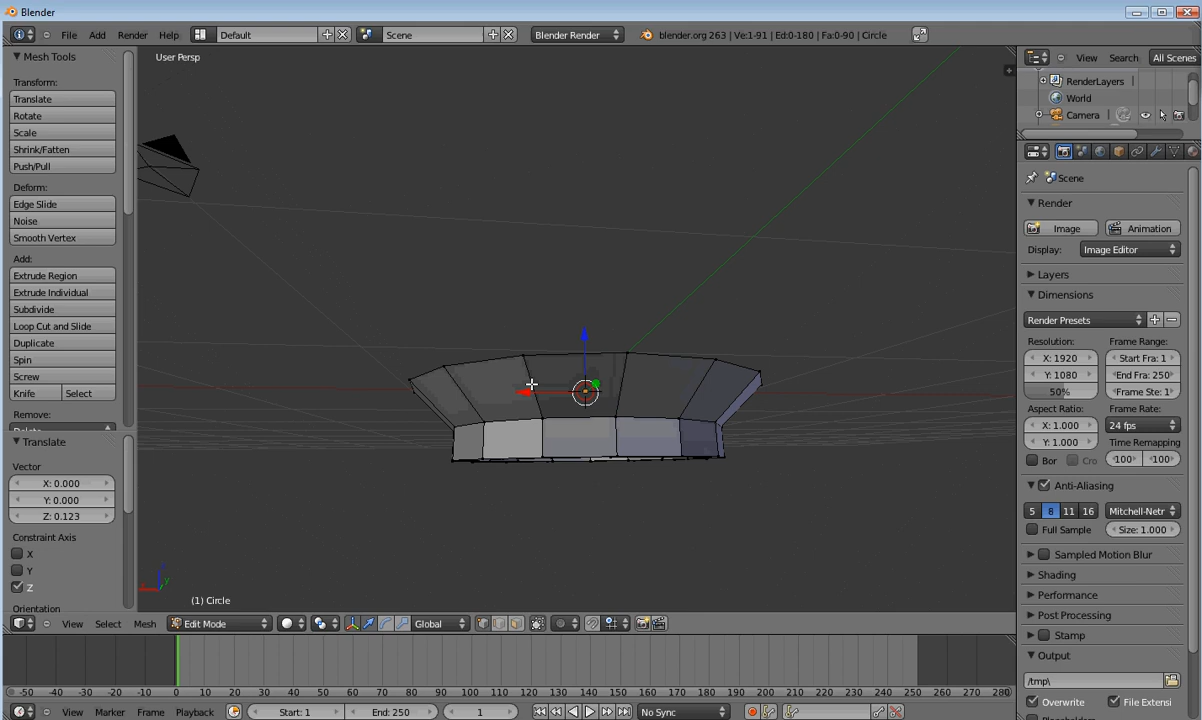 Blender
File Add Render Help Default Scene Blender Render blender.org 263 | Ve:1-91 | Ed:0-180 | Fa:0-90 | Circle
Mesh Tools
Transform:
Translate
Rotate
Scale
Shrink/Fatten
Push/Pull
Deform:
Edge Slide
Noise
Smooth Vertex
Add:
Extrude Region
Extrude Individual
Subdivide
Loop Cut and Slide
Duplicate
Spin
Screw
Knife Select
Remove:
Translate
Vector
X: 0.000
Y: 0.000
Z: 0.123
Constraint Axis
X
Y
Z
Orientation
User Persp
(1) Circle
View Select Mesh Edit Mode Global
-50 -40 -30 -20 -10 0 10 20 30 40 50 60 70 80 90 100 110 120 130 140 150 160 170 180 190 200 210 220 230 240 250 260 270 280
View Marker Frame Playback Start: 1 End: 250 1 No Sync
View Search All Scenes
RenderLayers
World
Camera
Scene
Render
Image Animation
Display: Image Editor
Layers
Dimensions
Render Presets
Resolution: Frame Range:
X: 1920 Start Fra: 1
Y: 1080 End Fra: 250
50% Frame Ste: 1
Aspect Ratio: Frame Rate:
X: 1.000 24 fps
Y: 1.000 Time Remapping
Bor Cro 100 100
Anti-Aliasing
5 8 11 16 Mitchell-Netr
Full Sample Size: 1.000
Sampled Motion Blur
Shading
Performance
Post Processing
Stamp
Output
/tmp\
Overwrite File Extensi